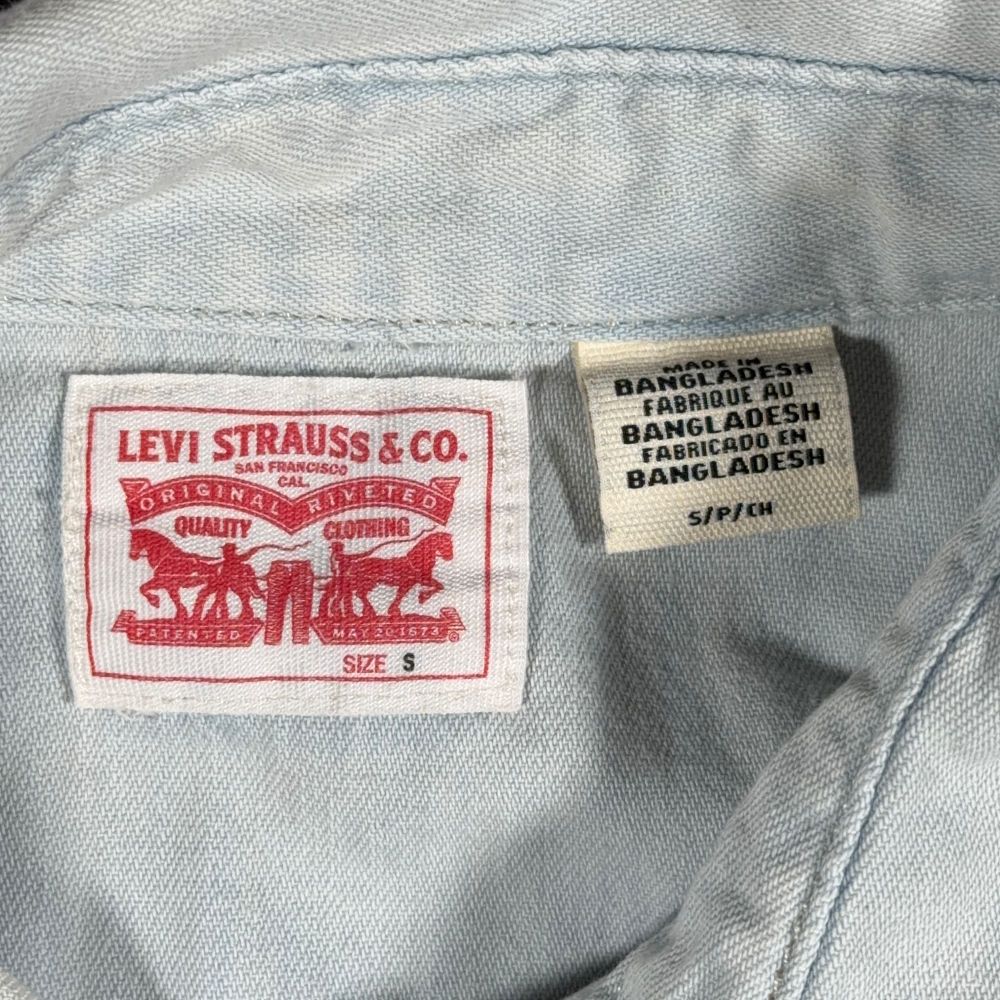 LEVI STRAUSS & CO.
SAN FRANCISCO
CAL.
ORIGINAL RIVETED
QUALITY CLOTHING
PATENTED MAY 20 1873
SIZE S
MADE IN
BANGLADESH
FABRIQUE AU
BANGLADESH
FABRICADO EN
BANGLADESH
S/P/CH